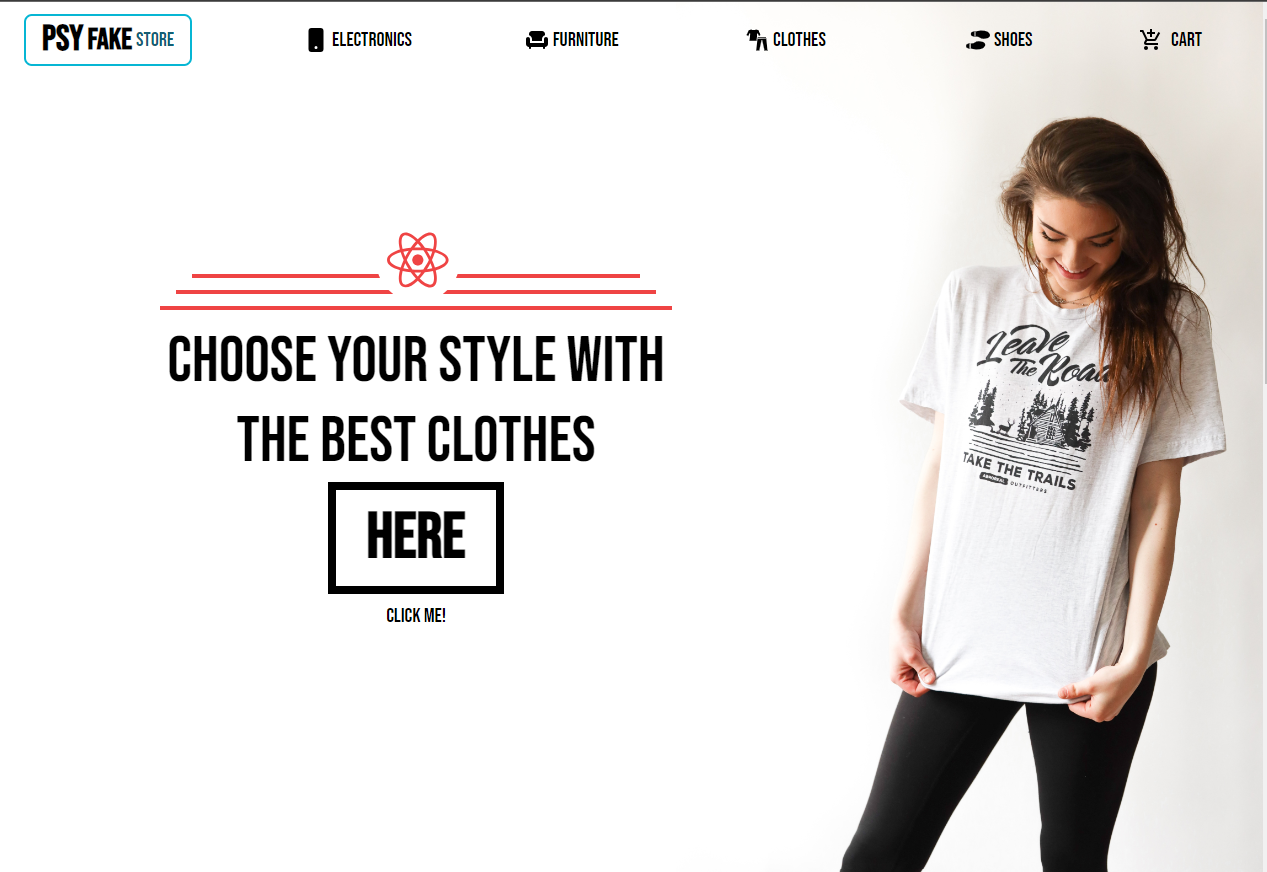 PSY FAKE STORE
ELECTRONICS
FURNITURE
CLOTHES
SHOES
CART
CHOOSE YOUR STYLE WITH
THE BEST CLOTHES
HERE
CLICK ME!
Leave
The Road
TAKE THE TRAILS
ABNORMAL OUTFITTERS